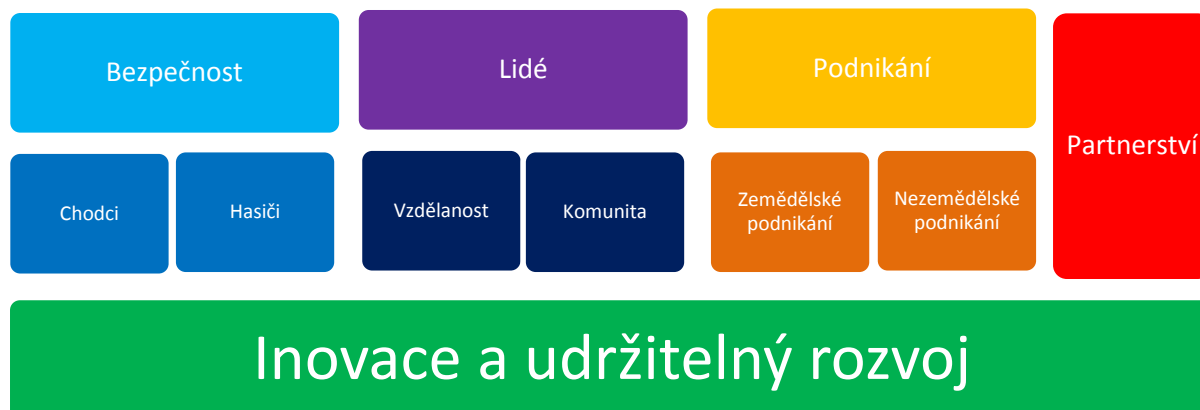 Bezpečnost
Lidé
Podnikání
Partnerství
Chodci
Hasiči
Vzdělanost
Komunita
Zemědělské
podnikání
Nezemědělské
podnikání
Inovace a udržitelný rozvoj